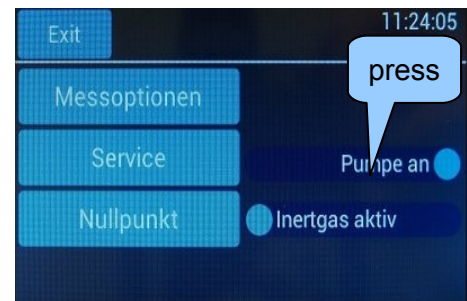 Exit
11:24:05
press
Messoptionen
Service
Pumpe an
Nullpunkt
Inertgas aktiv